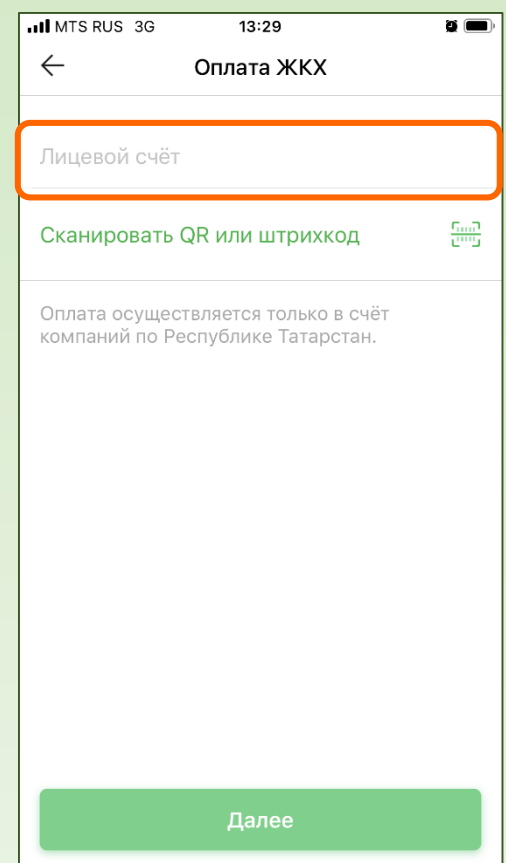 MTS RUS 3G 13:29
Оплата ЖКХ
Лицевой счёт
Сканировать QR или штрихкод
Оплата осуществляется только в счёт
компаний по Республике Татарстан.
Далее